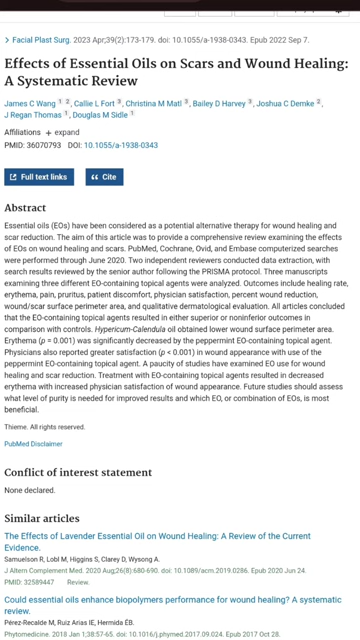 Facial Plast Surg. 2023 Apr;39(2):173-179. doi: 10.1055/a-1938-0343. Epub 2022 Sep 7.
Effects of Essential Oils on Scars and Wound Healing:
A Systematic Review
James C Wang 1 2, Callie L Fort 3, Christina M Matl 3, Bailey D Harvey 3, Joshua C Demke 2,
J Regan Thomas 1, Douglas M Sidle 1
Affiliations + expand
PMID: 36070793 DOI: 10.1055/a-1938-0343
Full text links Cite
Abstract
Essential oils (EOs) have been considered as a potential alternative therapy for wound healing and
scar reduction. The aim of this article was to provide a comprehensive review examining the effects
of EOs on wound healing and scars. PubMed, Cochrane, Ovid, and Embase computerized searches
were performed through June 2020. Two independent reviewers conducted data extraction, with
search results reviewed by the senior author following the PRISMA protocol. Three manuscripts
examining three different EO-containing topical agents were analyzed. Outcomes include healing rate,
erythema, pain, pruritus, patient discomfort, physician satisfaction, percent wound reduction,
wound/scar surface perimeter area, and qualitative dermatological evaluation. All articles concluded
that the EO-containing topical agents resulted in either superior or noninferior outcomes in
comparison with controls. Hypericum-Calendula oil obtained lower wound surface perimeter area.
Erythema (p = 0.001) was significantly decreased by the peppermint EO-containing topical agent.
Physicians also reported greater satisfaction (p < 0.001) in wound appearance with use of the
peppermint EO-containing topical agent. A paucity of studies have examined EO use for wound
healing and scar reduction. Treatment with EO-containing topical agents resulted in decreased
erythema with increased physician satisfaction of wound appearance. Future studies should assess
what level of purity is needed for improved results and which EO, or combination of EOs, is most
beneficial.
Thieme. All rights reserved.
PubMed Disclaimer
Conflict of interest statement
None declared.
Similar articles
The Effects of Lavender Essential Oil on Wound Healing: A Review of the Current
Evidence.
Samuelson R, Lobl M, Higgins S, Clarey D, Wysong A.
J Altern Complement Med. 2020 Aug;26(8):680-690. doi: 10.1089/acm.2019.0286. Epub 2020 Jun 24.
PMID: 32589447 Review.
Could essential oils enhance biopolymers performance for wound healing? A systematic
review.
Pérez-Recalde M, Ruiz Arias IE, Hermida ÉB.
Phytomedicine. 2018 Jan 1;38:57-65. doi: 10.1016/j.phymed.2017.09.024. Epub 2017 Oct 28.